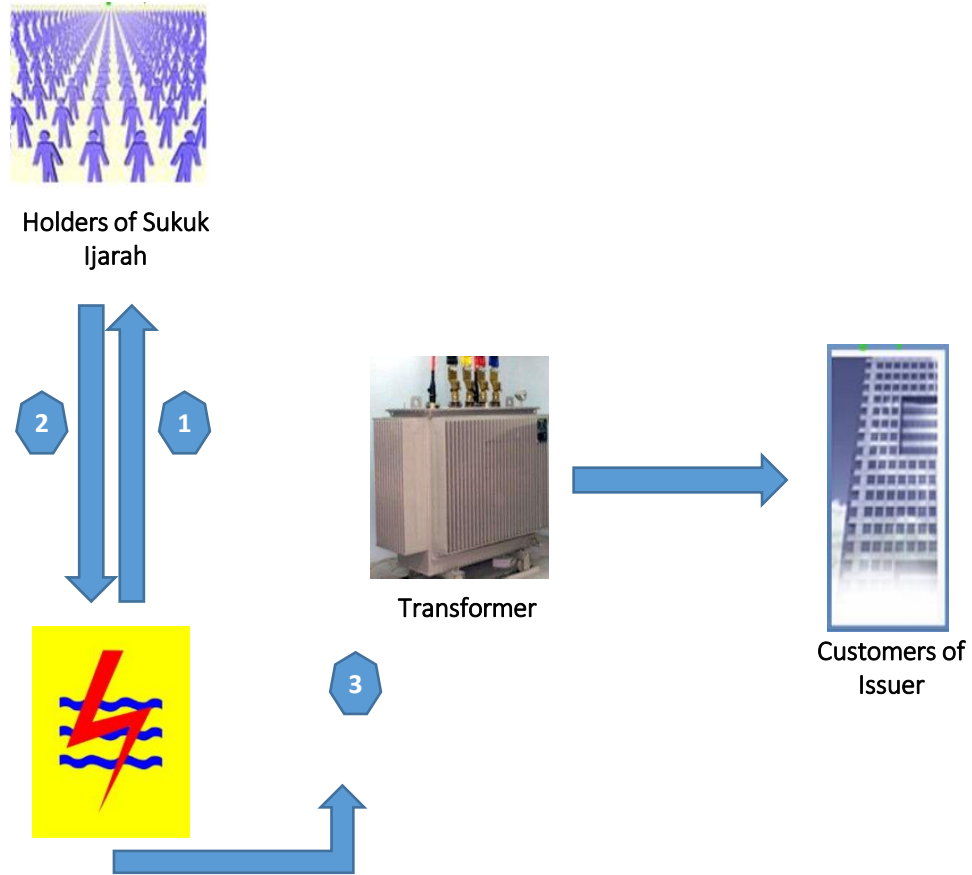 Holders of Sukuk
Ijarah
2
1
Transformer
3
Customers of
Issuer